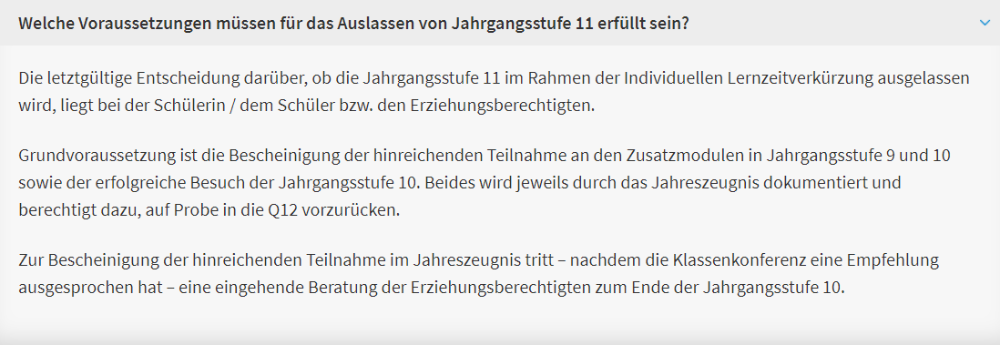 Welche Voraussetzungen müssen für das Auslassen von Jahrgangsstufe 11 erfüllt sein?
Die letztgültige Entscheidung darüber, ob die Jahrgangsstufe 11 im Rahmen der Individuellen Lernzeitverkürzung ausgelassen
wird, liegt bei der Schülerin / dem Schüler bzw. den Erziehungsberechtigten.
Grundvoraussetzung ist die Bescheinigung der hinreichenden Teilnahme an den Zusatzmodulen in Jahrgangsstufe 9 und 10
sowie der erfolgreiche Besuch der Jahrgangsstufe 10. Beides wird jeweils durch das Jahreszeugnis dokumentiert und
berechtigt dazu, auf Probe in die Q12 vorzurücken.
Zur Bescheinigung der hinreichenden Teilnahme im Jahreszeugnis tritt – nachdem die Klassenkonferenz eine Empfehlung
ausgesprochen hat – eine eingehende Beratung der Erziehungsberechtigten zum Ende der Jahrgangsstufe 10.